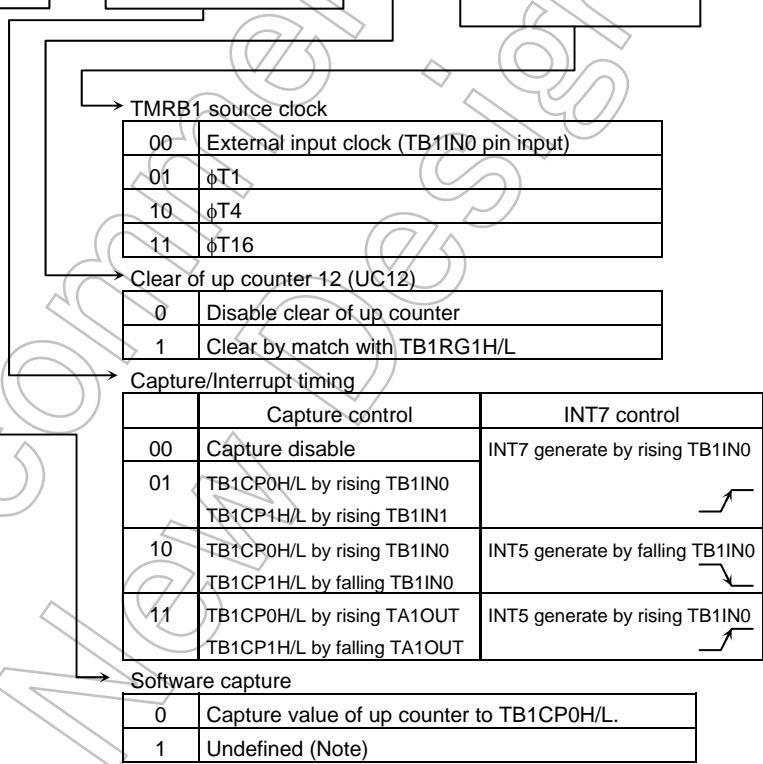 TMRB1 source clock
00 External input clock (TB1IN0 pin input)
01 ϕT1
10 ϕT4
11 ϕT16
Clear of up counter 12 (UC12)
0 Disable clear of up counter
1 Clear by match with TB1RG1H/L
Capture/Interrupt timing
Capture control INT7 control
00 Capture disable INT7 generate by rising TB1IN0
01 TB1CP0H/L by rising TB1IN0
TB1CP1H/L by rising TB1IN1
10 TB1CP0H/L by rising TB1IN0 INT5 generate by falling TB1IN0
TB1CP1H/L by falling TB1IN0
11 TB1CP0H/L by rising TA1OUT INT5 generate by rising TB1IN0
TB1CP1H/L by falling TA1OUT
Software capture
0 Capture value of up counter to TB1CP0H/L.
1 Undefined (Note)